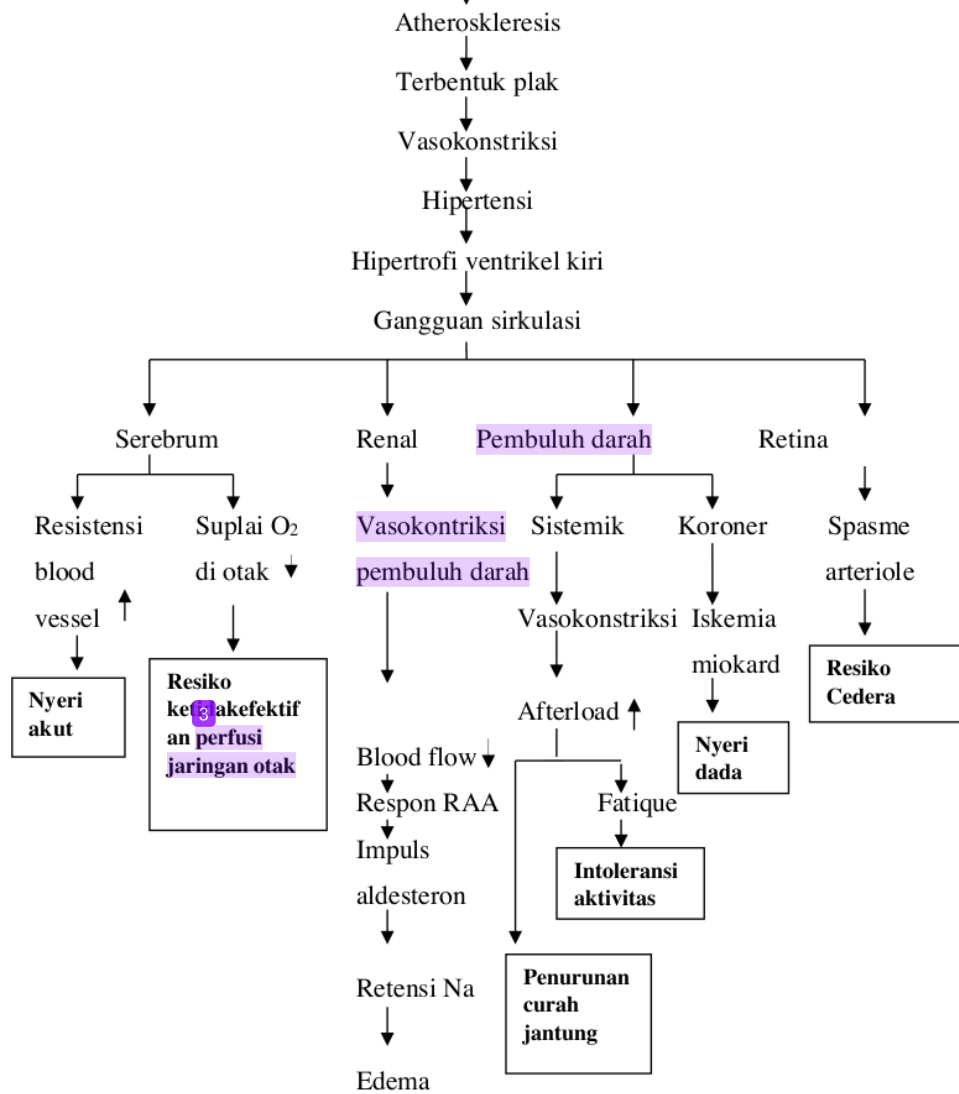 Atheroskleresis
Terbentuk plak
Vasokonstriksi
Hipertensi
Hipertrofi ventrikel kiri
Gangguan sirkulasi
Serebrum
Renal
Pembuluh darah
Retina
Resistensi
blood
vessel
Suplai O2
di otak
Vasokontriksi
pembuluh darah
Sistemik
Koroner
Spasme
arteriole
Vasokonstriksi
Iskemia
miokard
Nyeri
akut
Resiko
ketidakefektif
an perfusi
jaringan otak
3
Afterload
Resiko
Cedera
Blood flow
Nyeri
dada
Respon RAA
Fatique
Impuls
aldesteron
Intoleransi
aktivitas
Retensi Na
Penurunan
curah
jantung
Edema